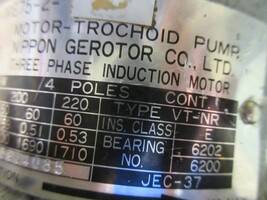 MOTOR-TROCHOID PUMP
NIPPON GEROTOR CO., LTD.
THREE PHASE INDUCTION MOTOR
4 POLES CONT.
200 220 TYPE VT-NR
60 60 INS. CLASS E
0.51 0.53 BEARING 6202
1690 1710 NO. 6200
JEC-37